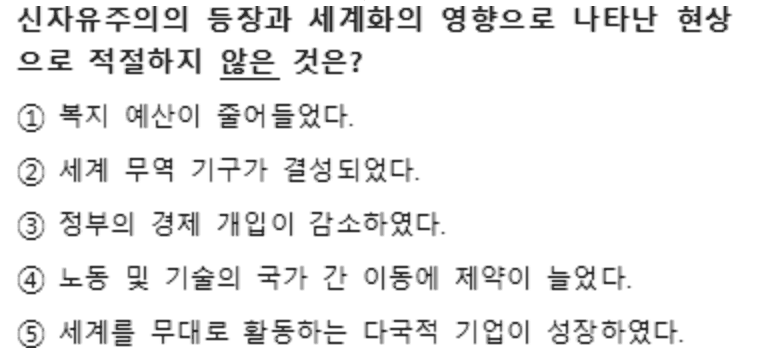 신자유주의의 등장과 세계화의 영향으로 나타난 현상
으로 적절하지 않은 것은?
① 복지 예산이 줄어들었다.
② 세계 무역 기구가 결성되었다.
③ 정부의 경제 개입이 감소하였다.
④ 노동 및 기술의 국가 간 이동에 제약이 늘었다.
⑤ 세계를 무대로 활동하는 다국적 기업이 성장하였다.